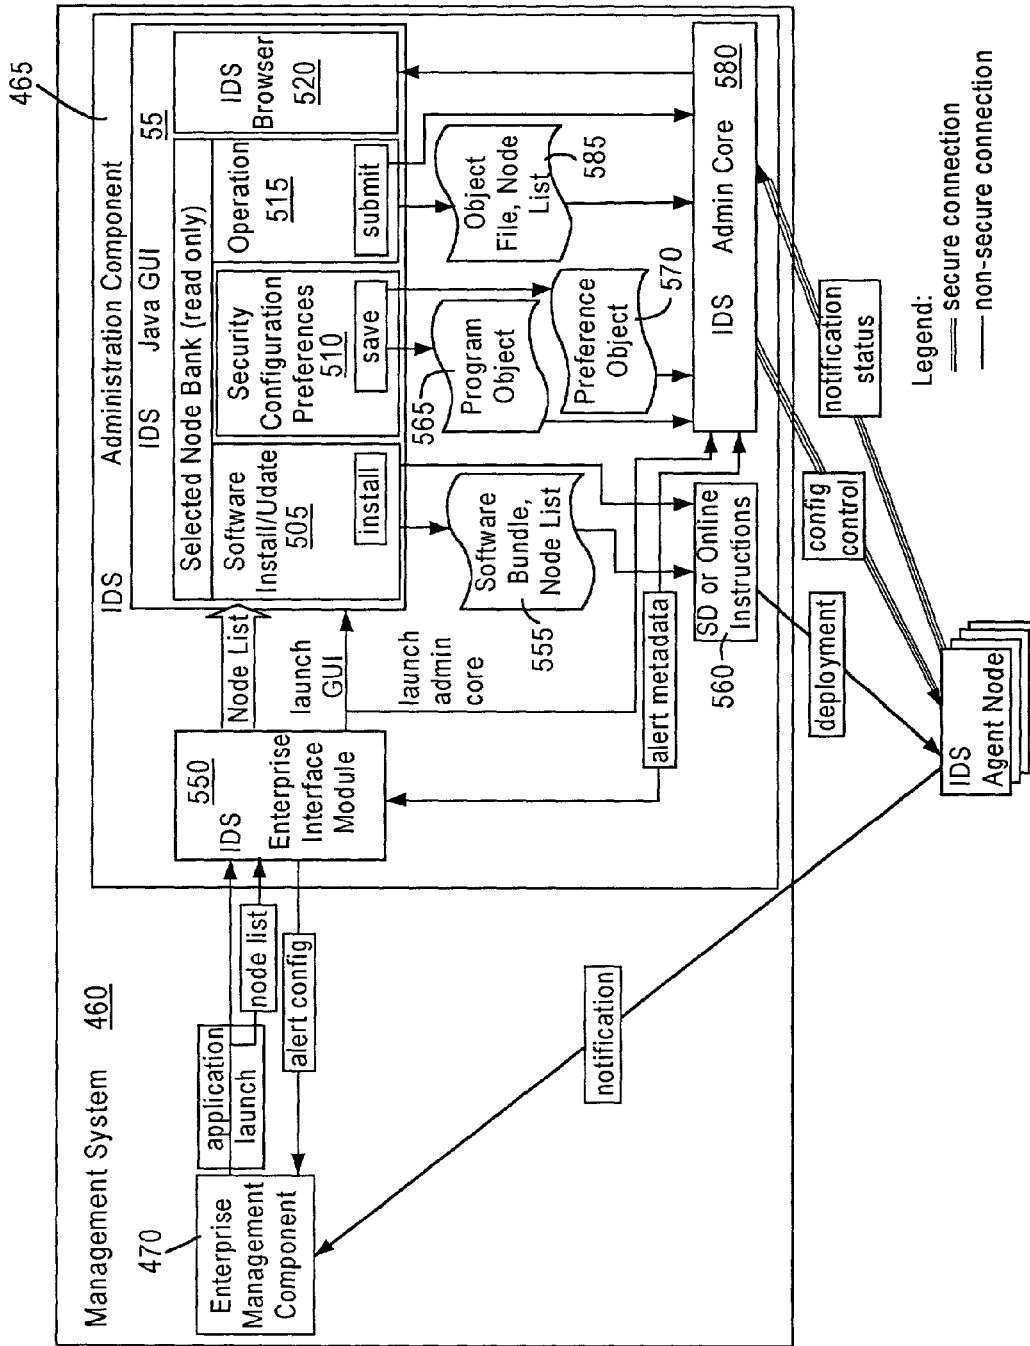 465
Management System 460
IDS Administration Component
IDS Java GUI 55
Selected Node Bank (read only)
Software
Install/Udate
505
install
Security
Configuration
Preferences
510
save
Operation
515
submit
IDS
Browser
520
470
Enterprise
Management
Component
application
launch
node list
alert config
550
IDS
Enterprise
Interface
Module
Node List
launch
GUI
launch
admin
core
alert metadata
Software
Bundle,
Node List
555
565
Program
Object
Preference
Object
570
Object
File, Node
List
585
SD or Online
Instructions
560
IDS Admin Core 580
notification
deployment
config
control
notification
status
IDS
Agent Node
Legend:
secure connection
non-secure connection